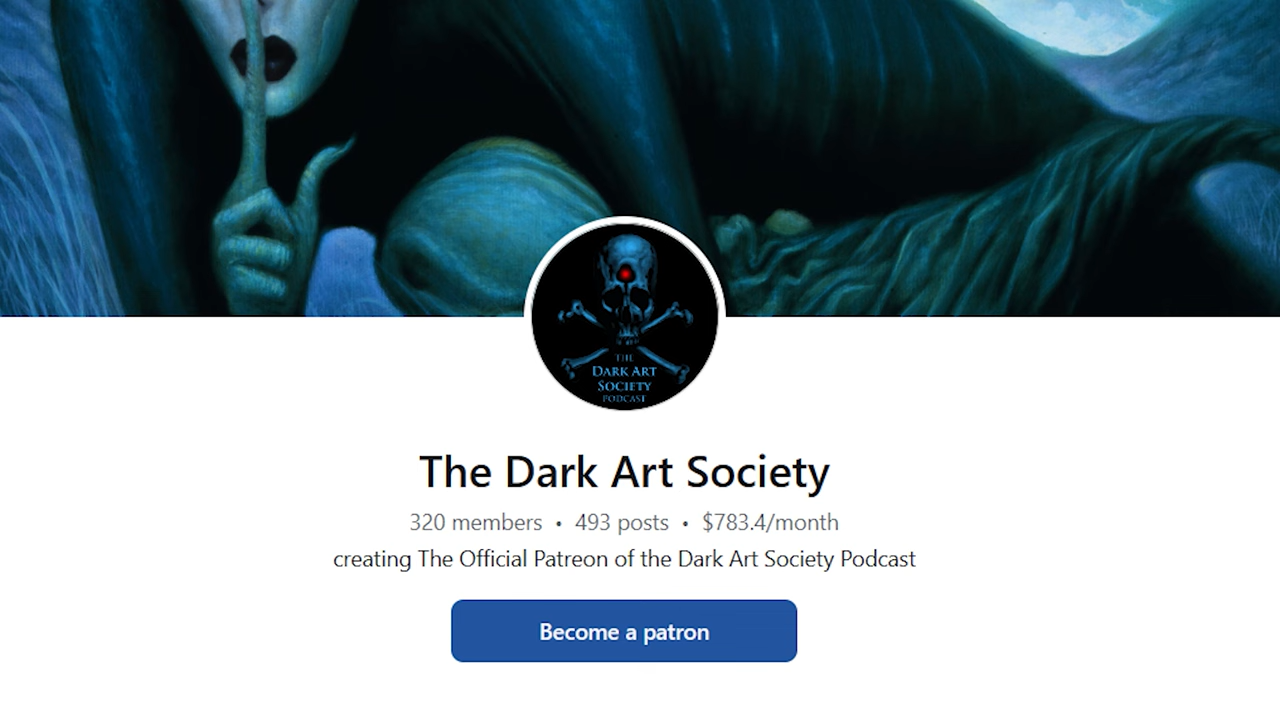 THE
DARK ART
SOCIETY
PODCAST
The Dark Art Society
320 members • 493 posts • $783.4/month
creating The Official Patreon of the Dark Art Society Podcast
Become a patron